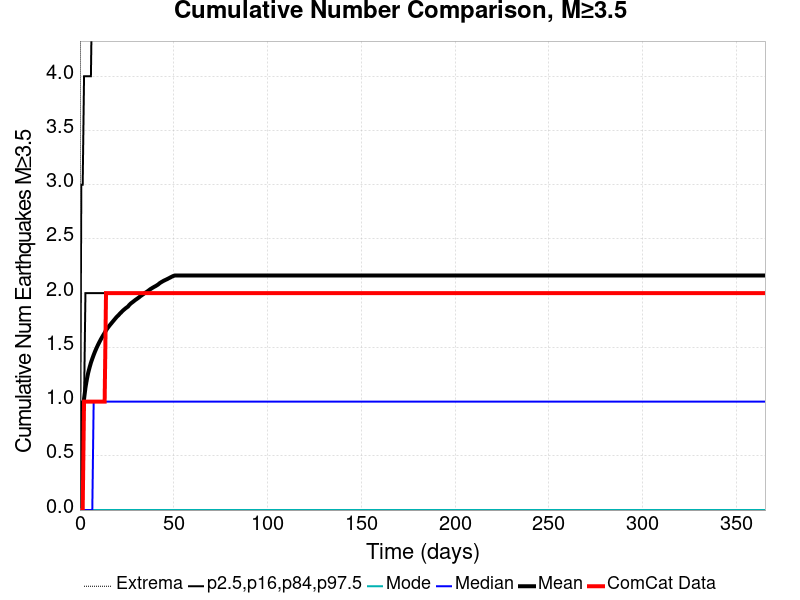 Cumulative Number Comparison, M≥3.5
Cumulative Num Earthquakes M≥3.5
4.0
3.5
3.0
2.5
2.0
1.5
1.0
0.5
0.0
0 50 100 150 200 250 300 350
Time (days)
Extrema p2.5,p16,p84,p97.5 Mode Median Mean ComCat Data